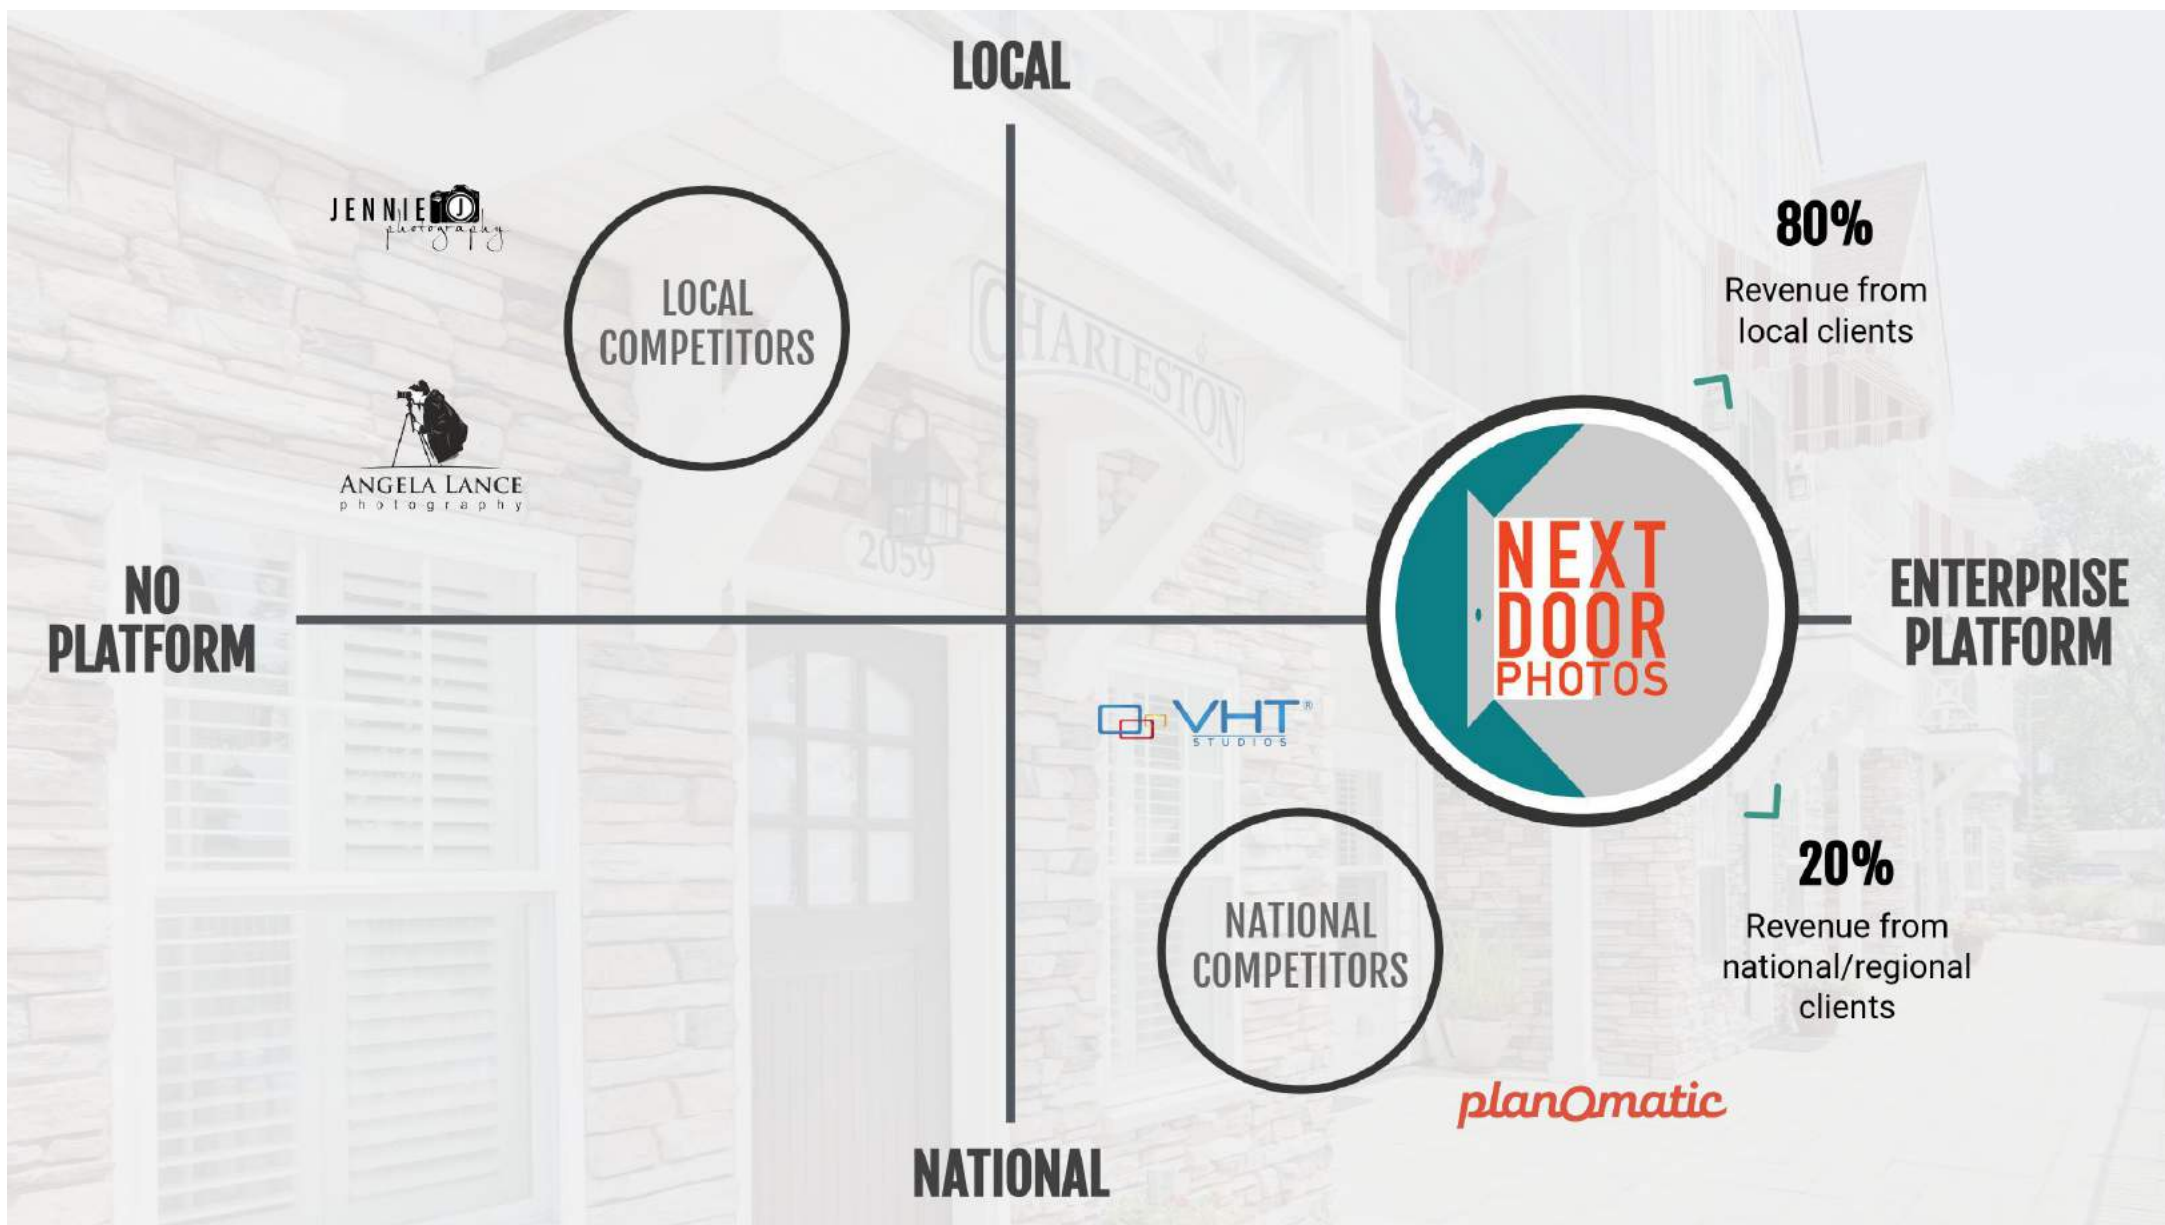 LOCAL
JENNIE J
photography
LOCAL
COMPETITORS
80%
Revenue from
local clients
CHARLESTON
ANGELA LANCE
photography
2059
NO
PLATFORM
NEXT
DOOR
PHOTOS
ENTERPRISE
PLATFORM
VHT®
STUDIOS
20%
Revenue from
national/regional
clients
NATIONAL
COMPETITORS
planOmatic
NATIONAL